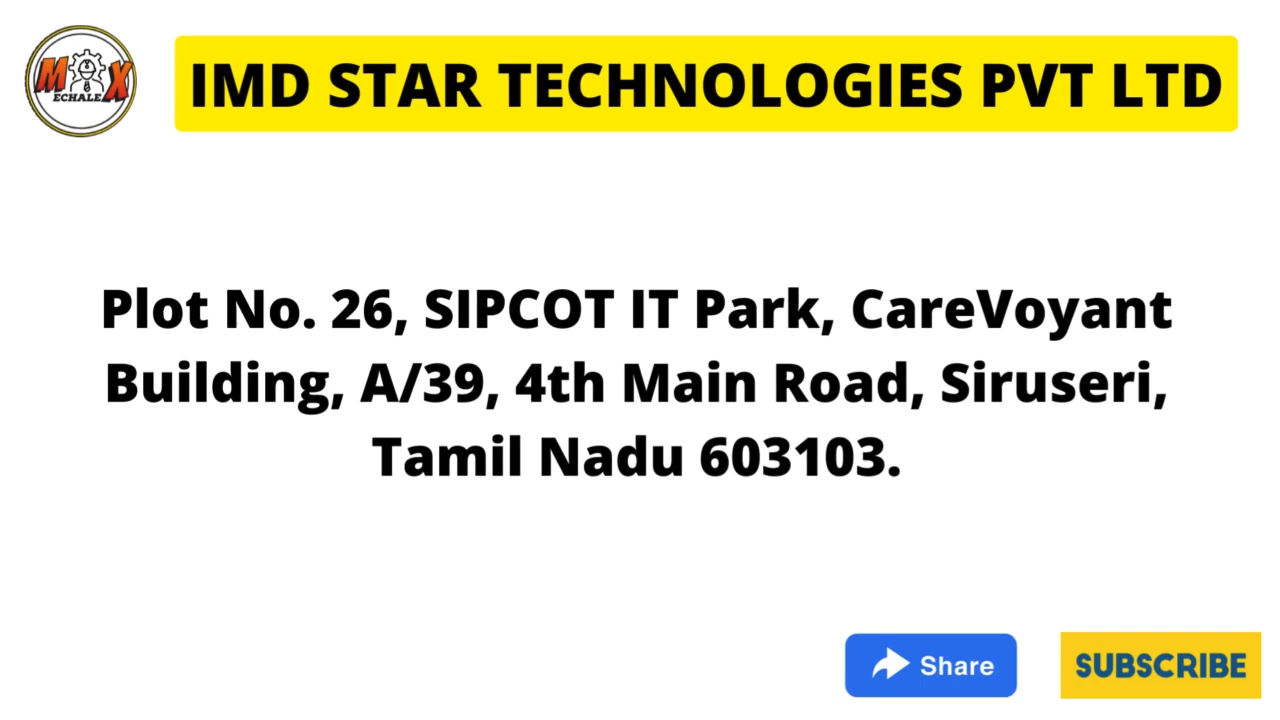 MECHALEX
IMD STAR TECHNOLOGIES PVT LTD
Plot No. 26, SIPCOT IT Park, CareVoyant
Building, A/39, 4th Main Road, Siruseri,
Tamil Nadu 603103.
Share
SUBSCRIBE